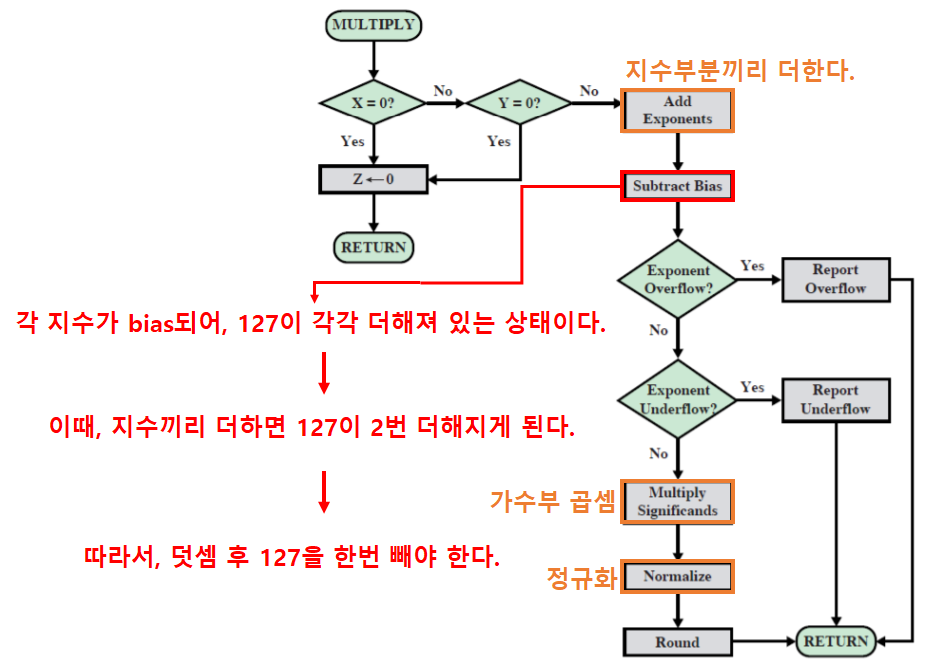 MULTIPLY
지수부분끼리 더한다.
X = 0?
No
Y = 0?
No
Add
Exponents
Yes
Yes
Z ← 0
Subtract Bias
RETURN
Exponent
Overflow?
Yes
Report
Overflow
각 지수가 bias되어, 127이 각각 더해져 있는 상태이다.
No
Exponent
Underflow?
Yes
Report
Underflow
이때, 지수끼리 더하면 127이 2번 더해지게 된다.
No
가수부 곱셈
Multiply
Significands
따라서, 덧셈 후 127을 한번 빼야 한다.
정규화
Normalize
Round
RETURN